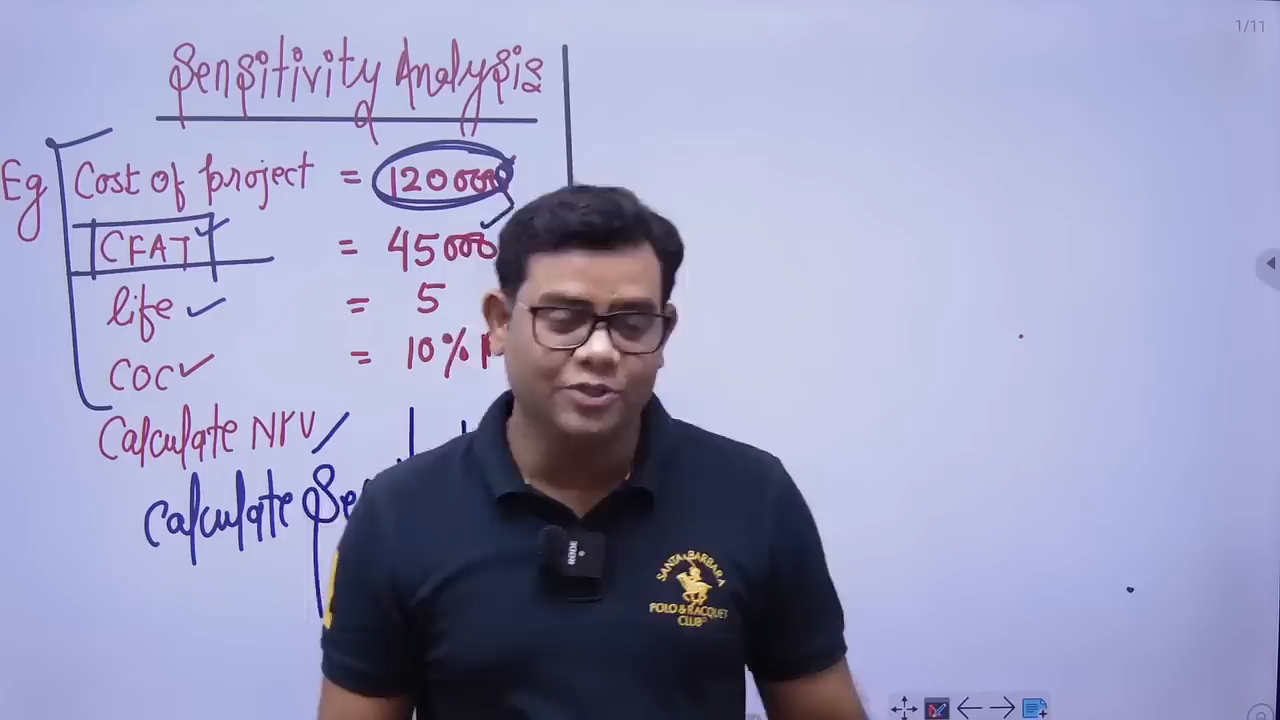 1/11
Sensitivity Analysis
Eg Cost of project = 120000
CFAT = 45000
life = 5
COC = 10%
Calculate NPV
Calculate
RODE
SANTA BARBARA
POLO & RACQUET
CLUB